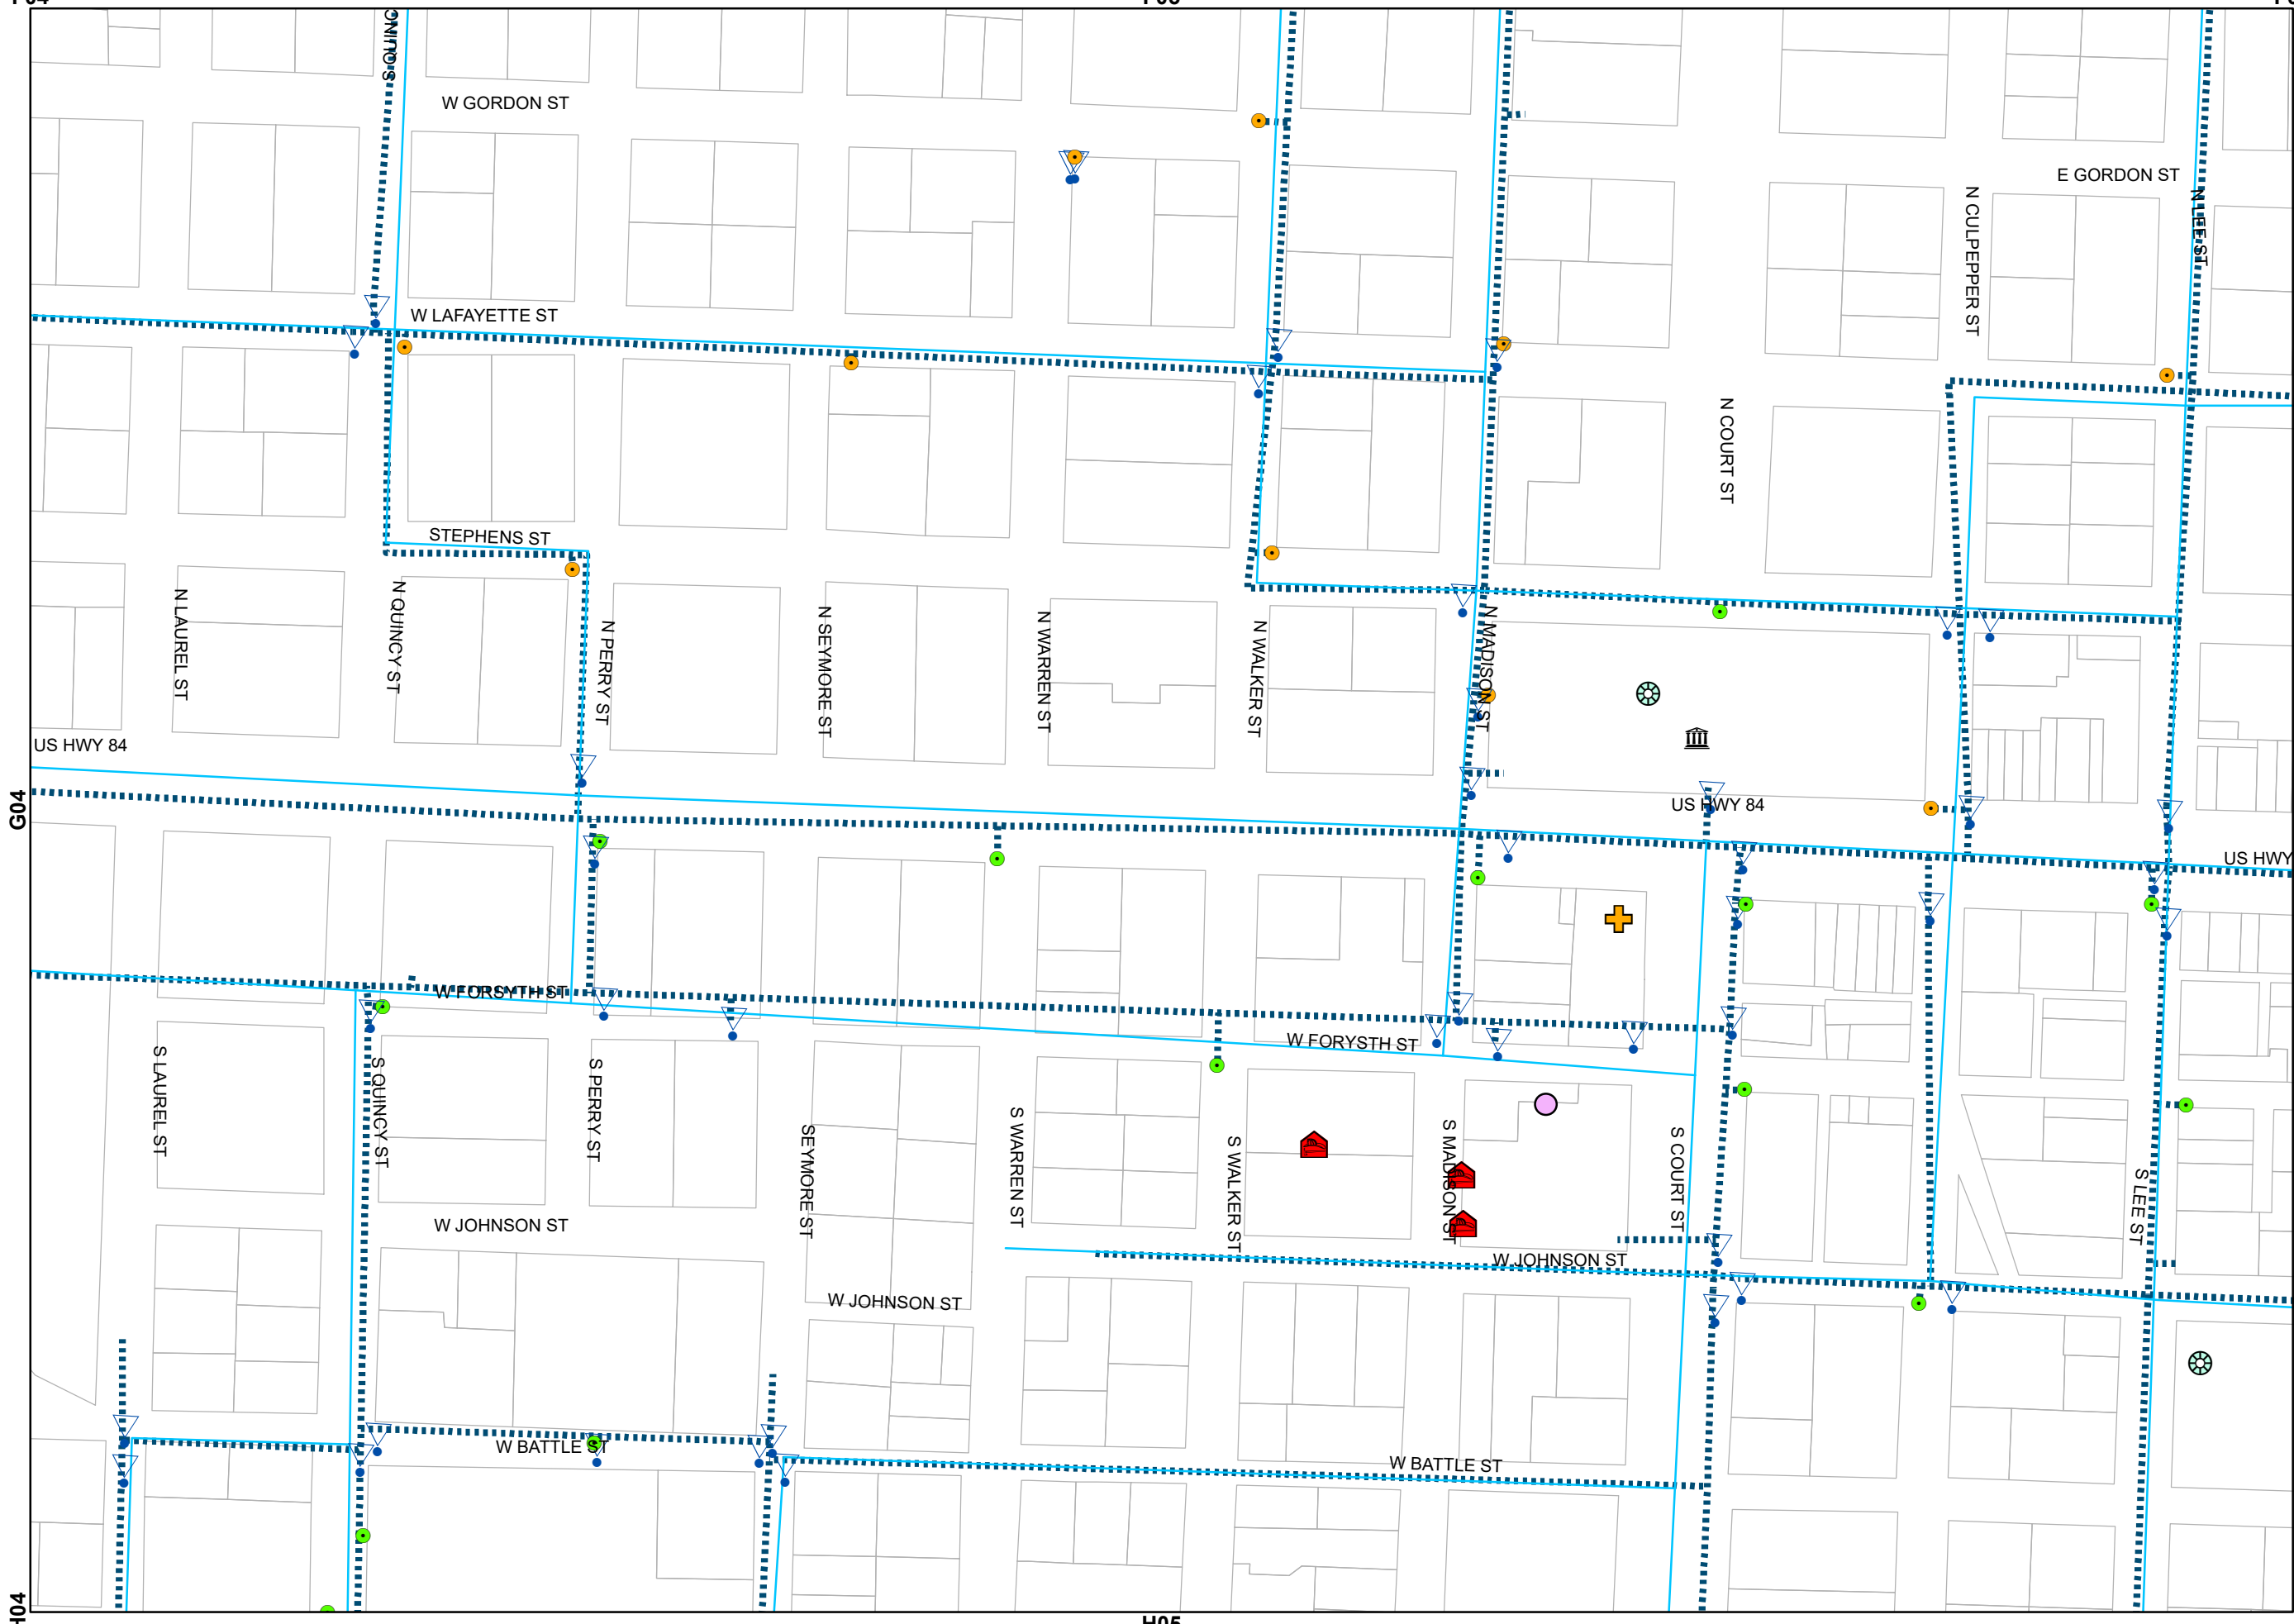 W GORDON ST
E GORDON ST
N CULPEPPER ST
N LEE ST
W LAFAYETTE ST
N COURT ST
STEPHENS ST
N LAUREL ST
N QUINCY ST
N PERRY ST
N SEYMORE ST
N WARREN ST
N WALKER ST
N MADISON ST
US HWY 84
US HWY 84
US HWY
G04
W FORSYTH ST
W FORYSTH ST
S LAUREL ST
S QUINCY ST
S PERRY ST
SEYMORE ST
S WARREN ST
S WALKER ST
S MADISON ST
S COURT ST
S LEE ST
W JOHNSON ST
W JOHNSON ST
W JOHNSON ST
W BATTLE ST
W BATTLE ST
H04
H05